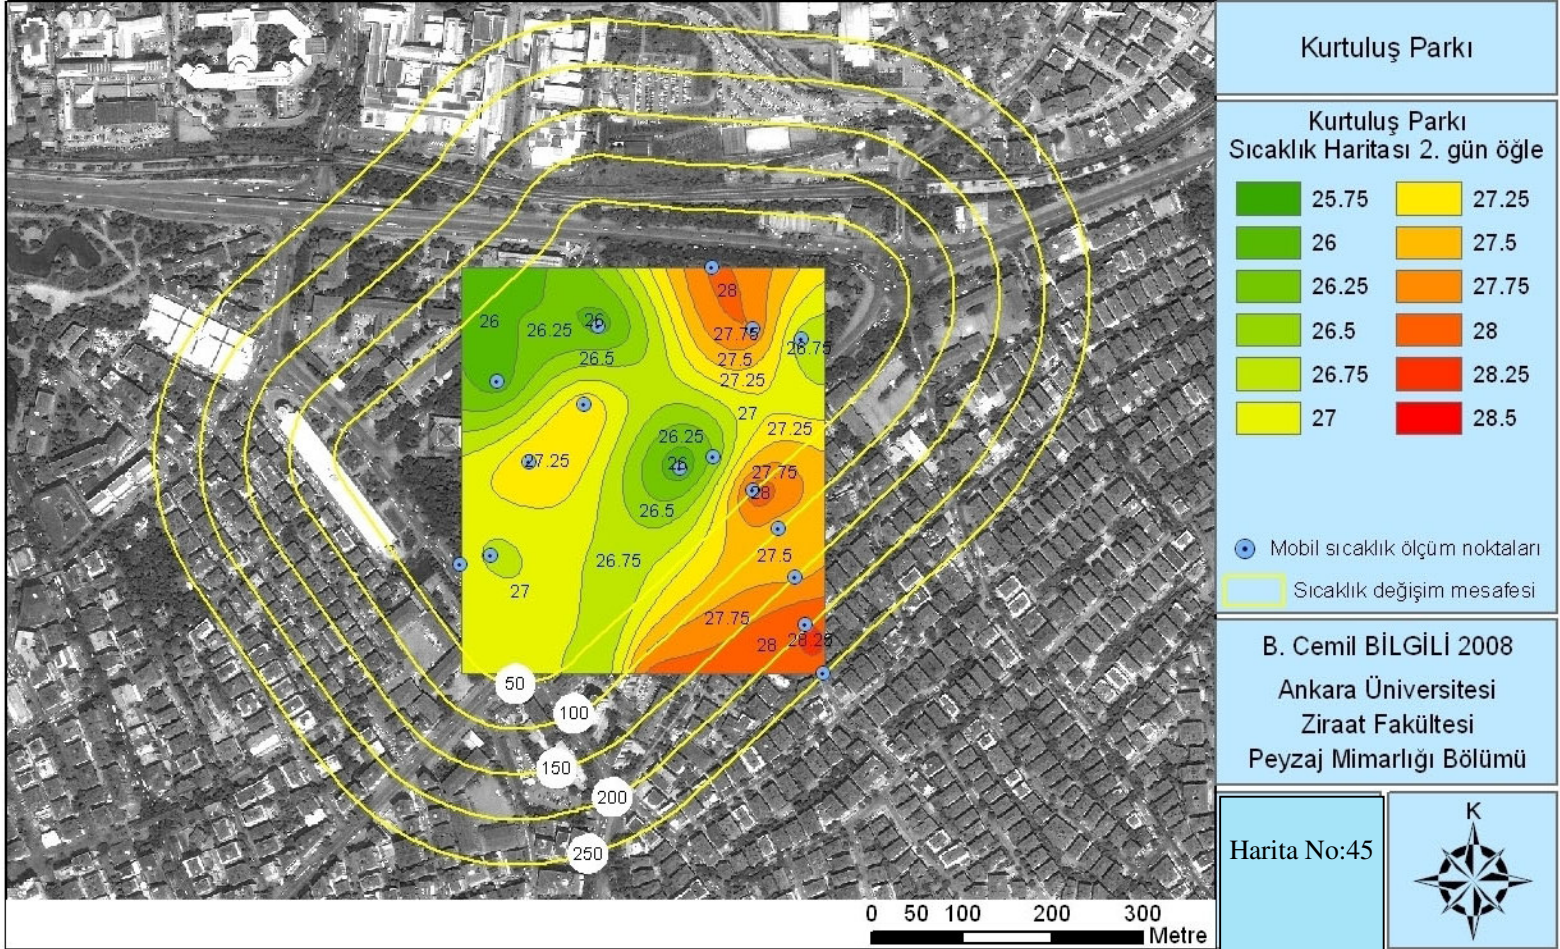 Kurtuluş Parkı
Kurtuluş Parkı
Sıcaklık Haritası 2. gün öğle
25.75 27.25
26 27.5
26.25 27.75
26.5 28
26.75 28.25
27 28.5
Mobil sıcaklık ölçüm noktaları
Sıcaklık değişim mesafesi
B. Cemil BİLGİLİ 2008
Ankara Üniversitesi
Ziraat Fakültesi
Peyzaj Mimarlığı Bölümü
Harita No:45
K
28
26 26.25 26
27.75 26.75
26.5 27.5
27.25
27
27.25
26.25
27.25 26 27.75
28
26.5
26.75 27.5
27
27.75
28 28.25
50
100
150
200
250
0 50 100 200 300
Metre